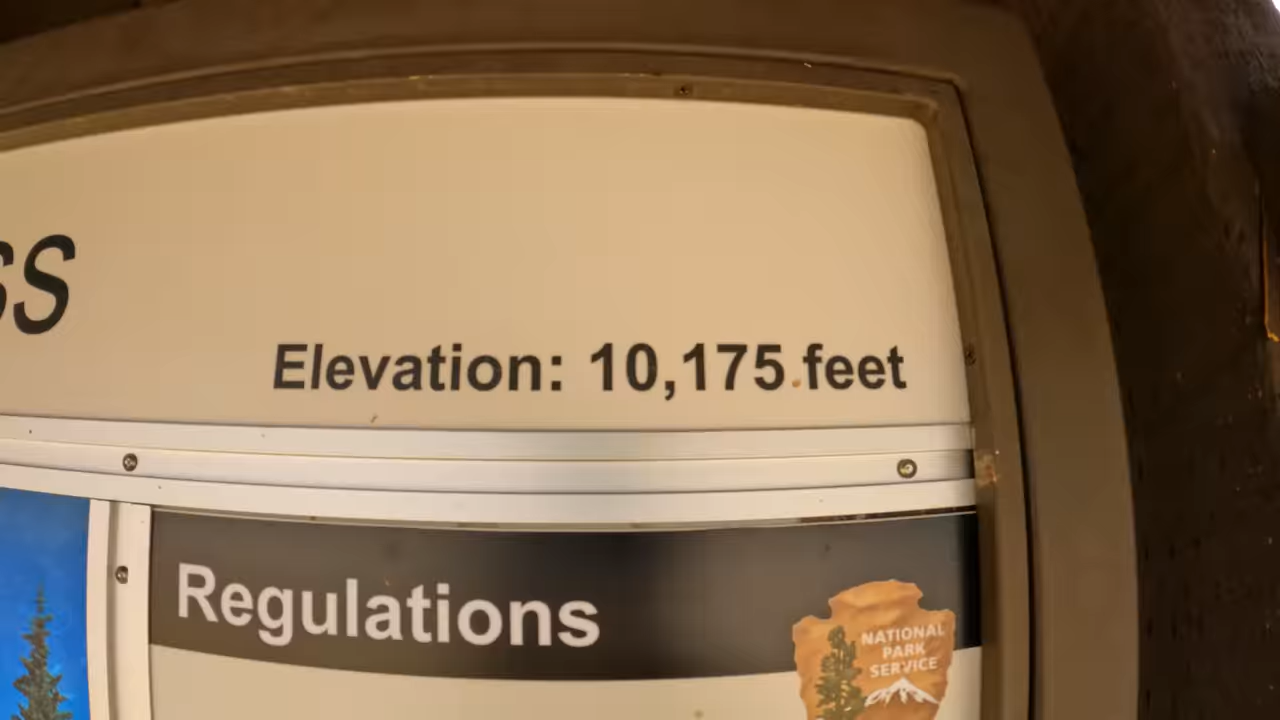 ss
Elevation: 10,175 feet
Regulations
NATIONAL
PARK
SERVICE